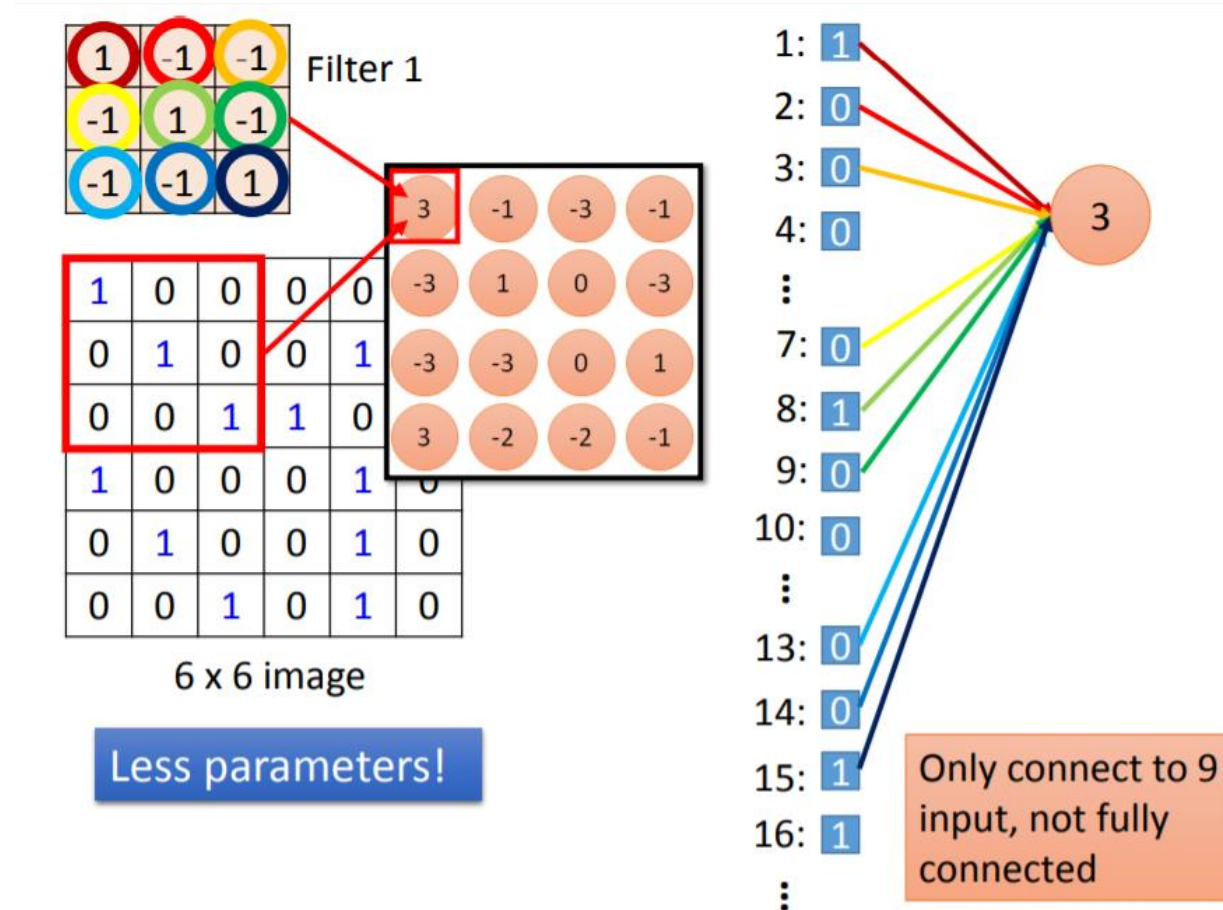 1 -1 -1
-1 1 -1
-1 -1 1
Filter 1
3 -1 -3 -1
-3 1 0 -3
-3 -3 0 1
3 -2 -2 -1
1 0 0 0 0
0 1 0 0 1
0 0 1 1 0
1 0 0 0 1
0 1 0 0 1 0
0 0 1 0 1 0
6 x 6 image
Less parameters!
1: 1
2: 0
3: 0
4: 0
⋮
7: 0
8: 1
9: 0
10: 0
⋮
13: 0
14: 0
15: 1
16: 1
⋮
3
Only connect to 9
input, not fully
connected